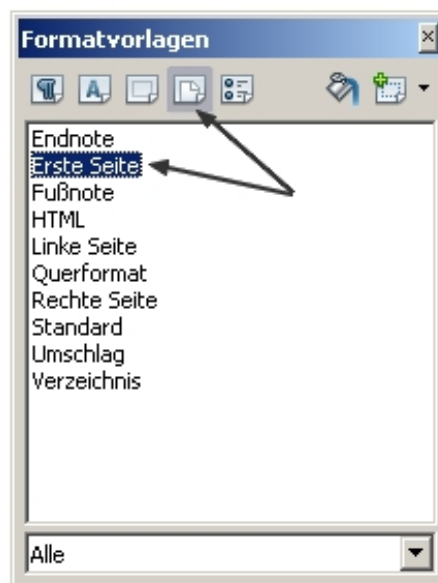 Formatvorlagen
Endnote
Erste Seite
Fußnote
HTML
Linke Seite
Querformat
Rechte Seite
Standard
Umschlag
Verzeichnis
Alle